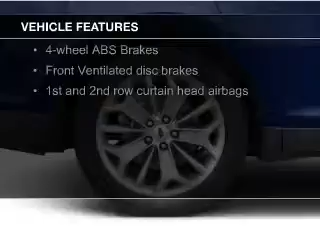 VEHICLE FEATURES
• 4-wheel ABS Brakes
• Front Ventilated disc brakes
• 1st and 2nd row curtain head airbags